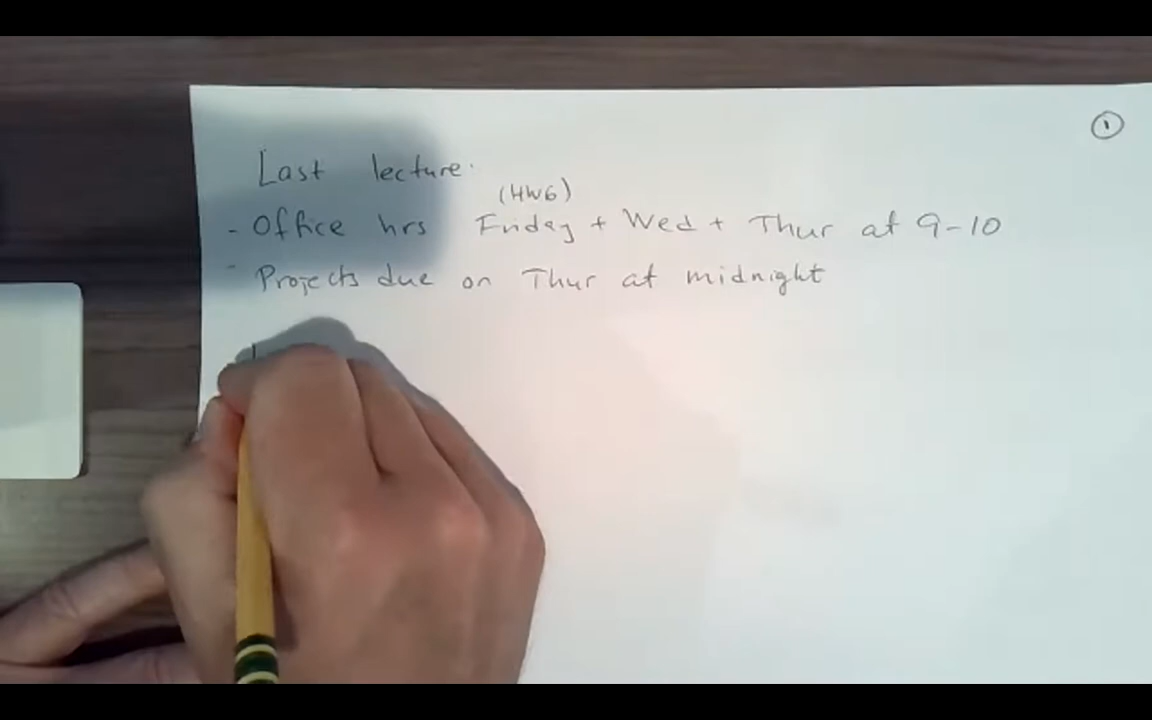 ①
Last lecture.
(HW6)
- Office hrs Friday + Wed + Thur at 9-10
- Projects due on Thur at midnight